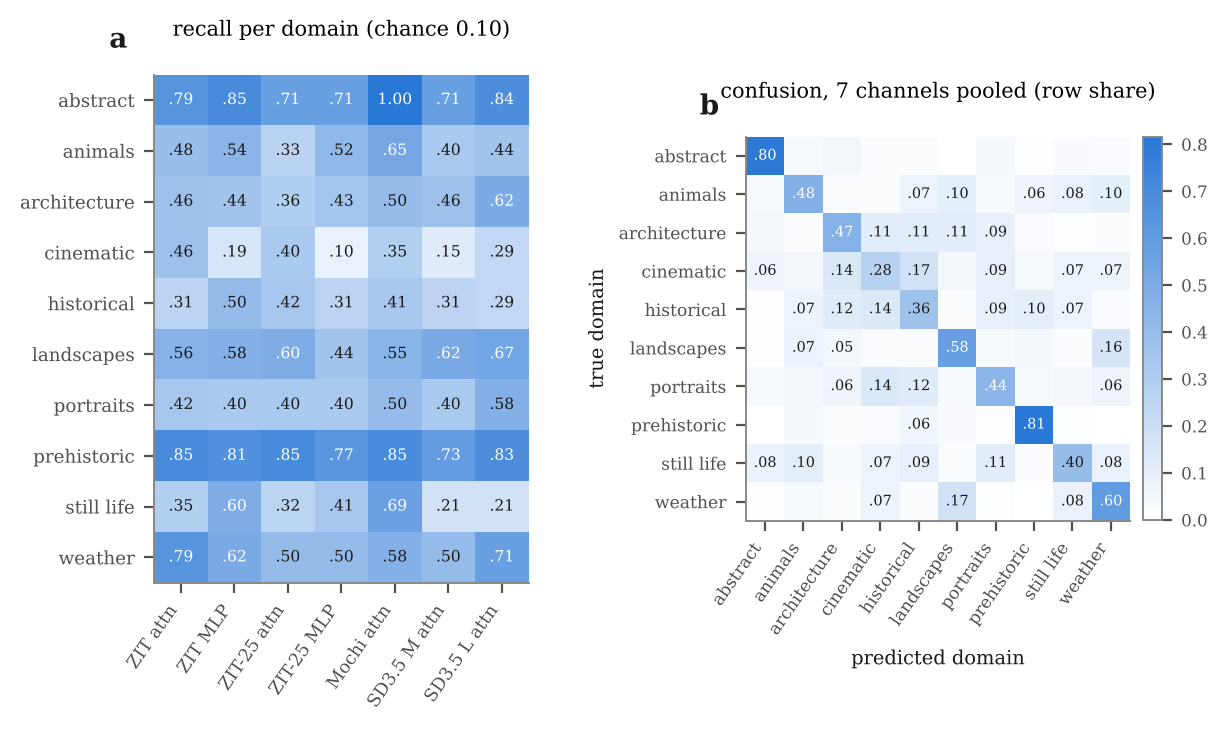 a
recall per domain (chance 0.10)
abstract .79 .85 .71 .71 1.00 .71 .84
animals .48 .54 .33 .52 .65 .40 .44
architecture .46 .44 .36 .43 .50 .46 .62
cinematic .46 .19 .40 .10 .35 .15 .29
historical .31 .50 .42 .31 .41 .31 .29
landscapes .56 .58 .60 .44 .55 .62 .67
portraits .42 .40 .40 .40 .50 .40 .58
prehistoric .85 .81 .85 .77 .85 .73 .83
still life .35 .60 .32 .41 .69 .21 .21
weather .79 .62 .50 .50 .58 .50 .71
ZIT attn
ZIT MLP
ZIT-25 attn
ZIT-25 MLP
Mochi attn
SD3.5 M attn
SD3.5 L attn
b
confusion, 7 channels pooled (row share)
true domain
abstract .80
animals .48 .07 .10 .06 .08 .10
architecture .47 .11 .11 .11 .09
cinematic .06 .14 .28 .17 .09 .07 .07
historical .07 .12 .14 .36 .09 .10 .07
landscapes .07 .05 .58 .16
portraits .06 .14 .12 .44 .06
prehistoric .06 .81
still life .08 .10 .07 .09 .11 .40 .08
weather .07 .17 .08 .60
abstract
animals
architecture
cinematic
historical
landscapes
portraits
prehistoric
still life
weather
predicted domain
0.8
0.7
0.6
0.5
0.4
0.3
0.2
0.1
0.0